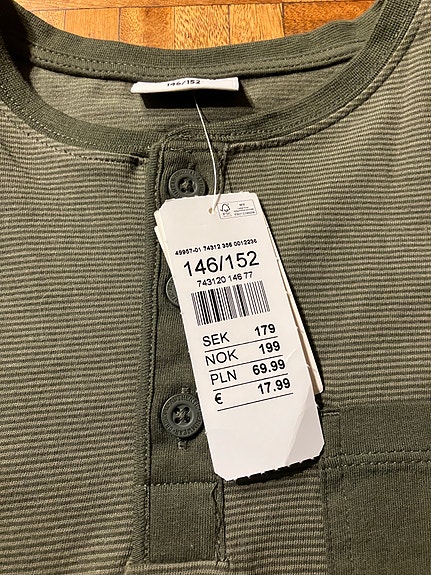 146/152
FSC
49957-01 74312 356 0012236
146/152
743120 146 77
SEK 179
NOK 199
PLN 69.99
€ 17.99